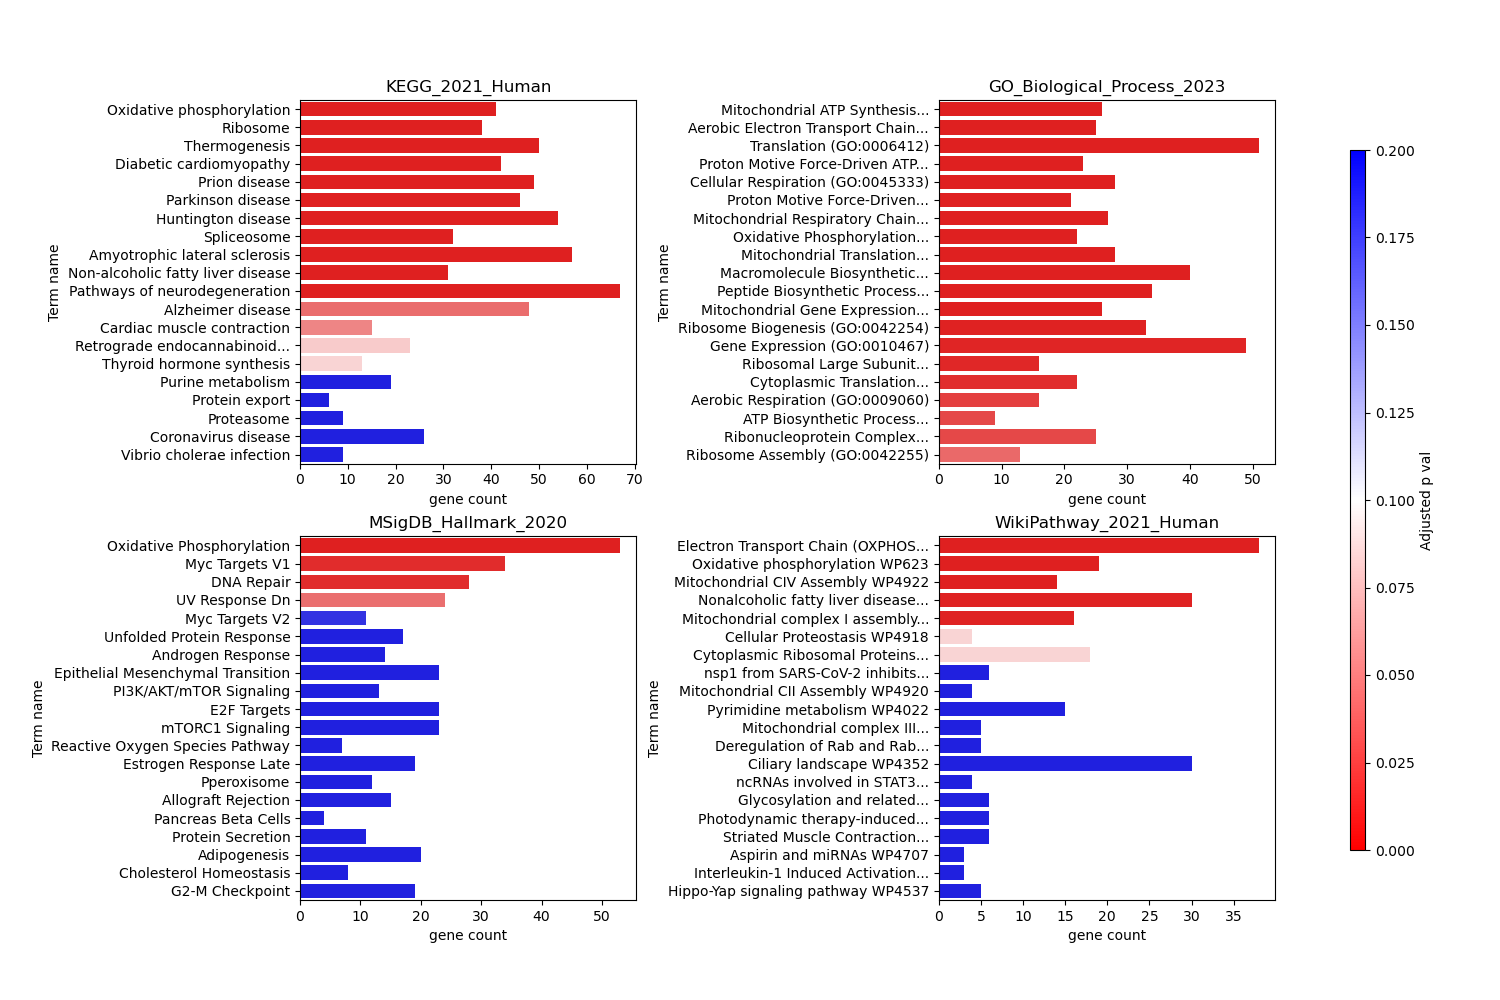 KEGG_2021_Human
Term name
Oxidative phosphorylation
Ribosome
Thermogenesis
Diabetic cardiomyopathy
Prion disease
Parkinson disease
Huntington disease
Spliceosome
Amyotrophic lateral sclerosis
Non-alcoholic fatty liver disease
Pathways of neurodegeneration
Alzheimer disease
Cardiac muscle contraction
Retrograde endocannabinoid...
Thyroid hormone synthesis
Purine metabolism
Protein export
Proteasome
Coronavirus disease
Vibrio cholerae infection
0 10 20 30 40 50 60 70
gene count
GO_Biological_Process_2023
Term name
Mitochondrial ATP Synthesis...
Aerobic Electron Transport Chain...
Translation (GO:0006412)
Proton Motive Force-Driven ATP...
Cellular Respiration (GO:0045333)
Proton Motive Force-Driven...
Mitochondrial Respiratory Chain...
Oxidative Phosphorylation...
Mitochondrial Translation...
Macromolecule Biosynthetic...
Peptide Biosynthetic Process...
Mitochondrial Gene Expression...
Ribosome Biogenesis (GO:0042254)
Gene Expression (GO:0010467)
Ribosomal Large Subunit...
Cytoplasmic Translation...
Aerobic Respiration (GO:0009060)
ATP Biosynthetic Process...
Ribonucleoprotein Complex...
Ribosome Assembly (GO:0042255)
0 10 20 30 40 50
gene count
MSigDB_Hallmark_2020
Term name
Oxidative Phosphorylation
Myc Targets V1
DNA Repair
UV Response Dn
Myc Targets V2
Unfolded Protein Response
Androgen Response
Epithelial Mesenchymal Transition
PI3K/AKT/mTOR Signaling
E2F Targets
mTORC1 Signaling
Reactive Oxygen Species Pathway
Estrogen Response Late
Pperoxisome
Allograft Rejection
Pancreas Beta Cells
Protein Secretion
Adipogenesis
Cholesterol Homeostasis
G2-M Checkpoint
0 10 20 30 40 50
gene count
WikiPathway_2021_Human
Term name
Electron Transport Chain (OXPHOS...
Oxidative phosphorylation WP623
Mitochondrial CIV Assembly WP4922
Nonalcoholic fatty liver disease...
Mitochondrial complex I assembly...
Cellular Proteostasis WP4918
Cytoplasmic Ribosomal Proteins...
nsp1 from SARS-CoV-2 inhibits...
Mitochondrial CII Assembly WP4920
Pyrimidine metabolism WP4022
Mitochondrial complex III...
Deregulation of Rab and Rab...
Ciliary landscape WP4352
ncRNAs involved in STAT3...
Glycosylation and related...
Photodynamic therapy-induced...
Striated Muscle Contraction...
Aspirin and miRNAs WP4707
Interleukin-1 Induced Activation...
Hippo-Yap signaling pathway WP4537
0 5 10 15 20 25 30 35
gene count
0.200
0.175
0.150
0.125
0.100
0.075
0.050
0.025
0.000
Adjusted p val